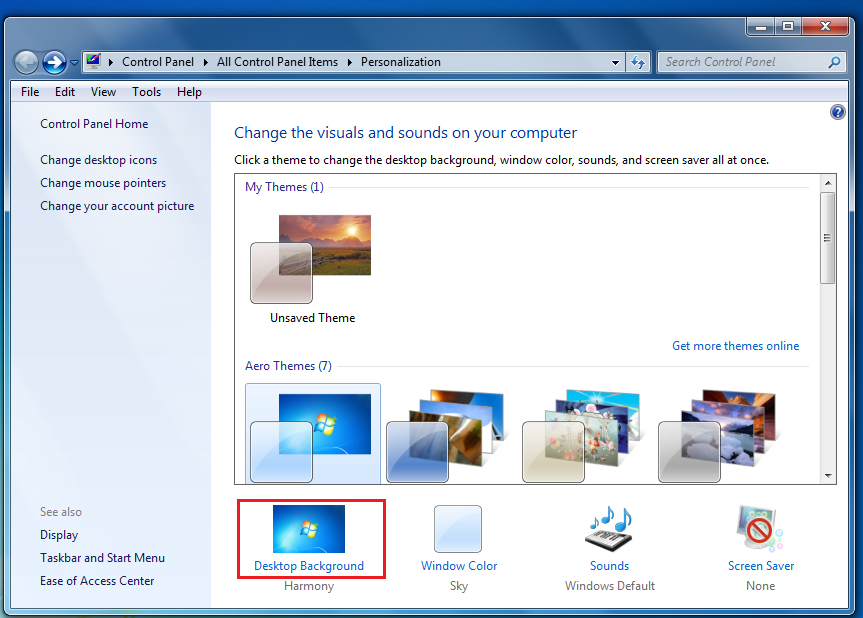 Control Panel All Control Panel Items Personalization
Search Control Panel
File Edit View Tools Help
Control Panel Home
Change desktop icons
Change mouse pointers
Change your account picture
See also
Display
Taskbar and Start Menu
Ease of Access Center
Change the visuals and sounds on your computer
Click a theme to change the desktop background, window color, sounds, and screen saver all at once.
My Themes (1)
Unsaved Theme
Get more themes online
Aero Themes (7)
Desktop Background
Harmony
Window Color
Sky
Sounds
Windows Default
Screen Saver
None